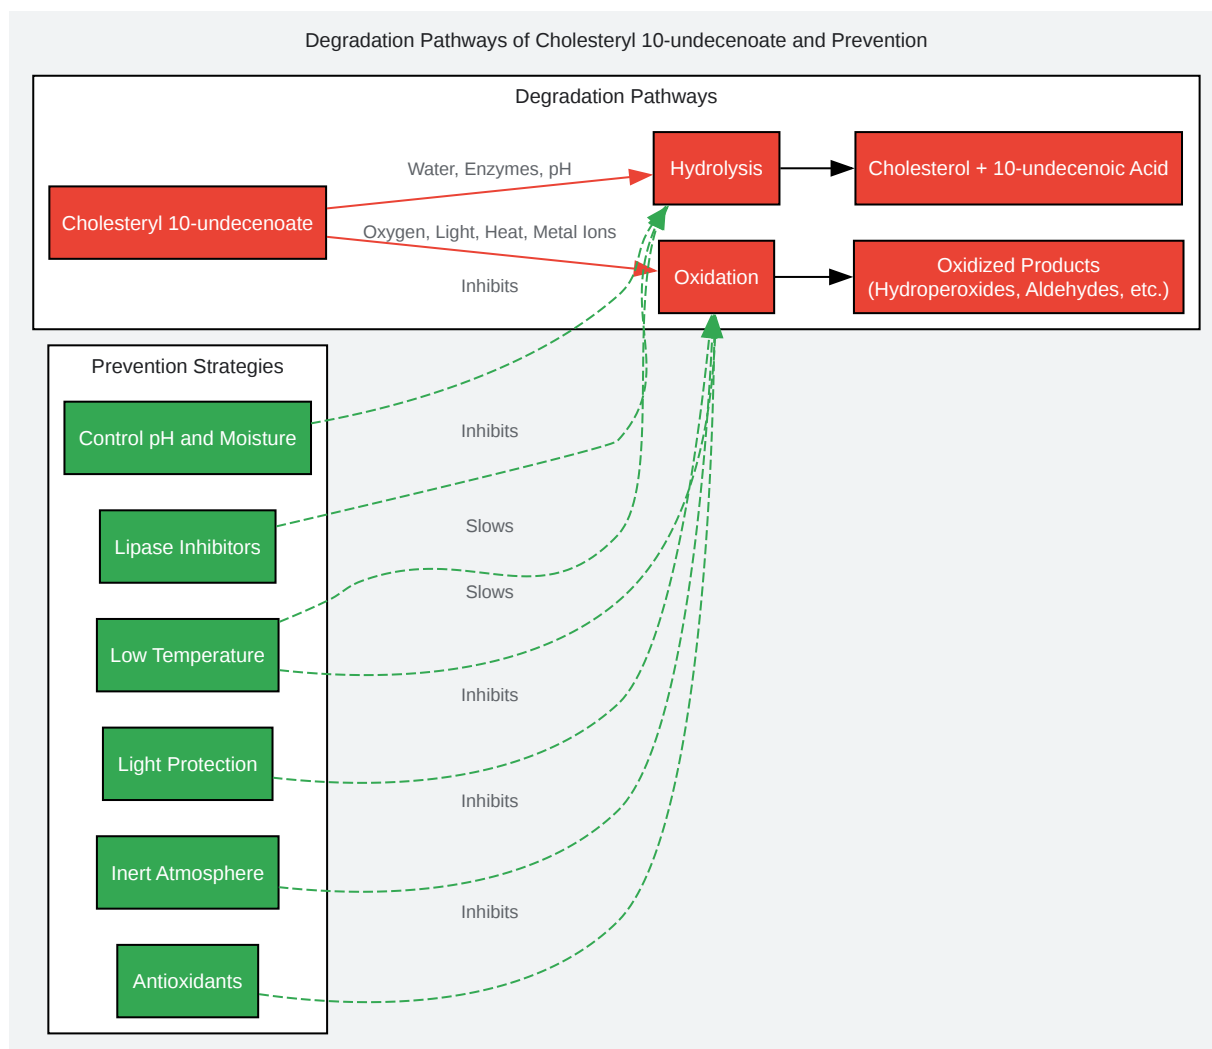 Degradation Pathways of Cholesteryl 10-undecenoate and Prevention
Degradation Pathways
Water, Enzymes, pH
Hydrolysis
Cholesterol + 10-undecenoic Acid
Cholesteryl 10-undecenoate
Oxygen, Light, Heat, Metal Ions
Oxidation
Oxidized Products
(Hydroperoxides, Aldehydes, etc.)
Inhibits
Prevention Strategies
Control pH and Moisture
Inhibits
Lipase Inhibitors
Slows
Slows
Low Temperature
Inhibits
Light Protection
Inhibits
Inert Atmosphere
Inhibits
Antioxidants